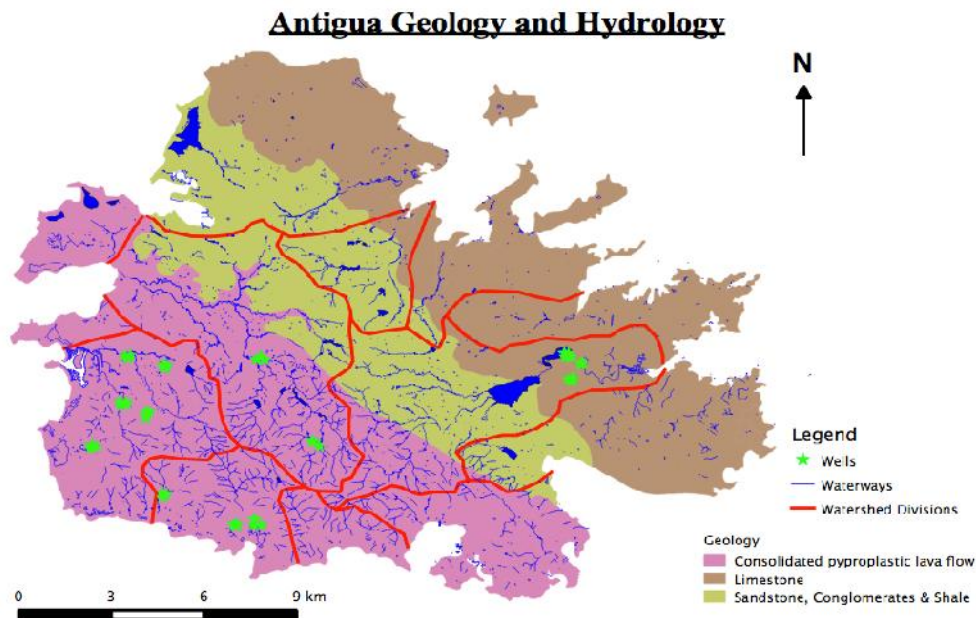 Antigua Geology and Hydrology
N
Legend
Wells
Waterways
Watershed Divisions
Geology
Consolidated pyproplastic lava flow
Limestone
Sandstone, Conglomerates & Shale
0 3 6 9 km